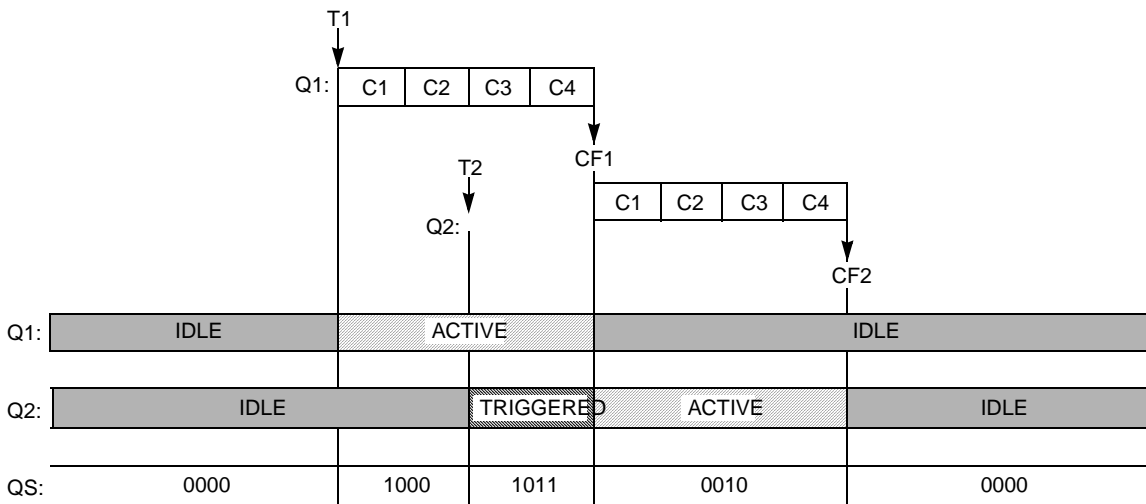 T1
Q1: C1 C2 C3 C4
CF1
T2
C1 C2 C3 C4
Q2:
CF2
Q1: IDLE ACTIVE IDLE
Q2: IDLE TRIGGERED ACTIVE IDLE
QS: 0000 1000 1011 0010 0000